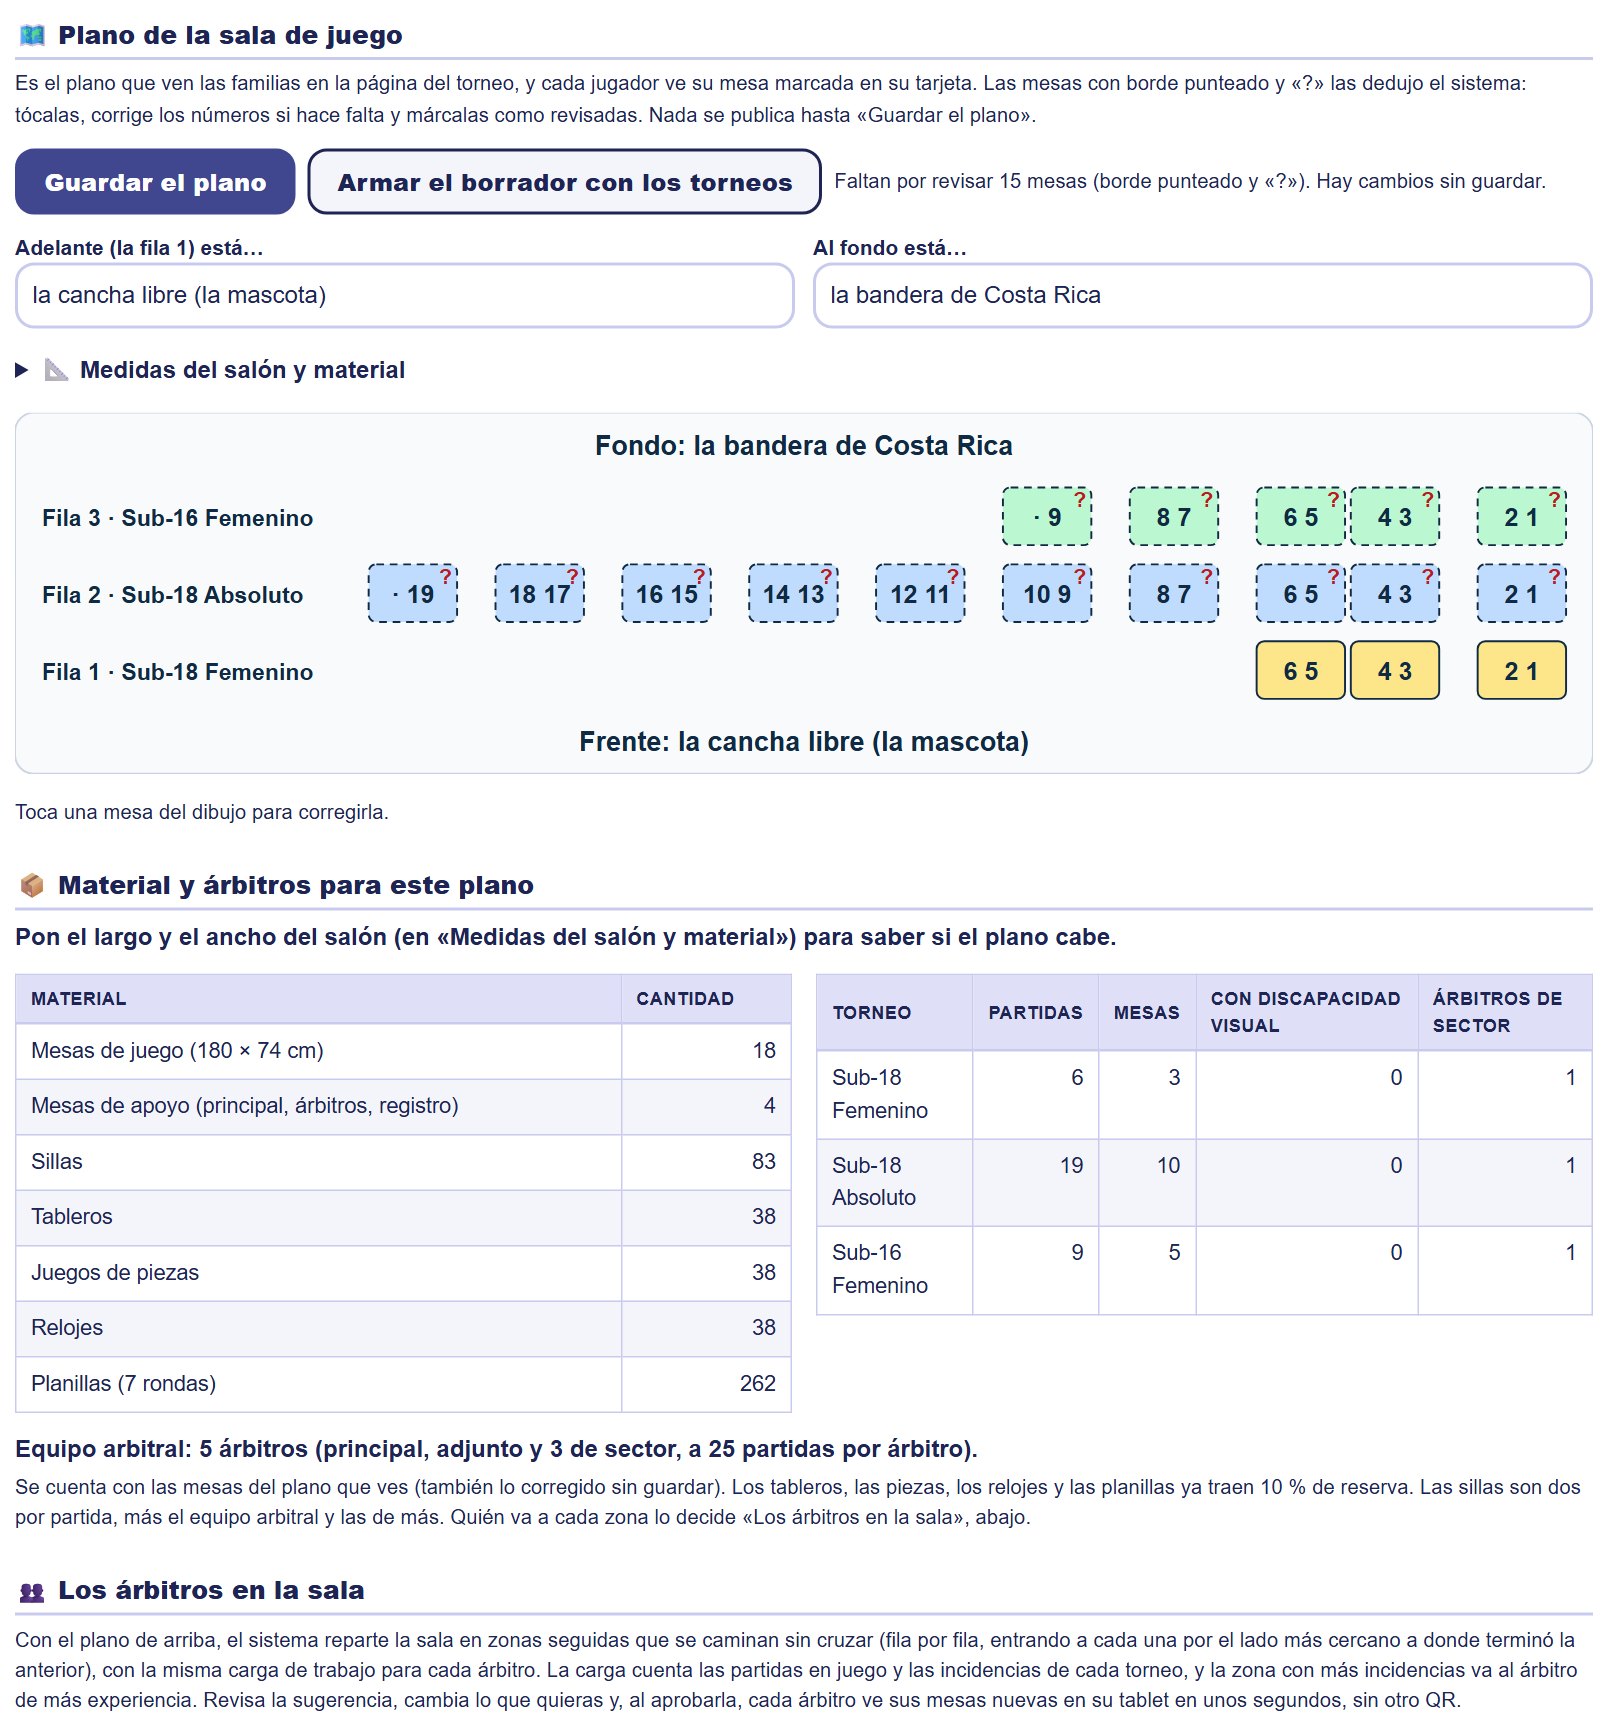 Plano de la sala de juego
Es el plano que ven las familias en la página del torneo, y cada jugador ve su mesa marcada en su tarjeta. Las mesas con borde punteado y «?» las dedujo el sistema:
tócalas, corrige los números si hace falta y márcalas como revisadas. Nada se publica hasta «Guardar el plano».
Guardar el plano
Armar el borrador con los torneos
Faltan por revisar 15 mesas (borde punteado y «?»). Hay cambios sin guardar.
Adelante (la fila 1) está…
Al fondo está…
la cancha libre (la mascota)
la bandera de Costa Rica
Medidas del salón y material
Fondo: la bandera de Costa Rica
Fila 3 · Sub-16 Femenino · 9 ? 8 7 ? 6 5 ? 4 3 ? 2 1 ?
Fila 2 · Sub-18 Absoluto · 19 ? 18 17 ? 16 15 ? 14 13 ? 12 11 ? 10 9 ? 8 7 ? 6 5 ? 4 3 ? 2 1 ?
Fila 1 · Sub-18 Femenino 6 5 4 3 2 1
Frente: la cancha libre (la mascota)
Toca una mesa del dibujo para corregirla.
Material y árbitros para este plano
Pon el largo y el ancho del salón (en «Medidas del salón y material») para saber si el plano cabe.
MATERIAL CANTIDAD
Mesas de juego (180 × 74 cm) 18
Mesas de apoyo (principal, árbitros, registro) 4
Sillas 83
Tableros 38
Juegos de piezas 38
Relojes 38
Planillas (7 rondas) 262
TORNEO PARTIDAS MESAS CON DISCAPACIDAD VISUAL ÁRBITROS DE SECTOR
Sub-18 Femenino 6 3 0 1
Sub-18 Absoluto 19 10 0 1
Sub-16 Femenino 9 5 0 1
Equipo arbitral: 5 árbitros (principal, adjunto y 3 de sector, a 25 partidas por árbitro).
Se cuenta con las mesas del plano que ves (también lo corregido sin guardar). Los tableros, las piezas, los relojes y las planillas ya traen 10 % de reserva. Las sillas son dos
por partida, más el equipo arbitral y las de más. Quién va a cada zona lo decide «Los árbitros en la sala», abajo.
Los árbitros en la sala
Con el plano de arriba, el sistema reparte la sala en zonas seguidas que se caminan sin cruzar (fila por fila, entrando a cada una por el lado más cercano a donde terminó la
anterior), con la misma carga de trabajo para cada árbitro. La carga cuenta las partidas en juego y las incidencias de cada torneo, y la zona con más incidencias va al árbitro
de más experiencia. Revisa la sugerencia, cambia lo que quieras y, al aprobarla, cada árbitro ve sus mesas nuevas en su tablet en unos segundos, sin otro QR.